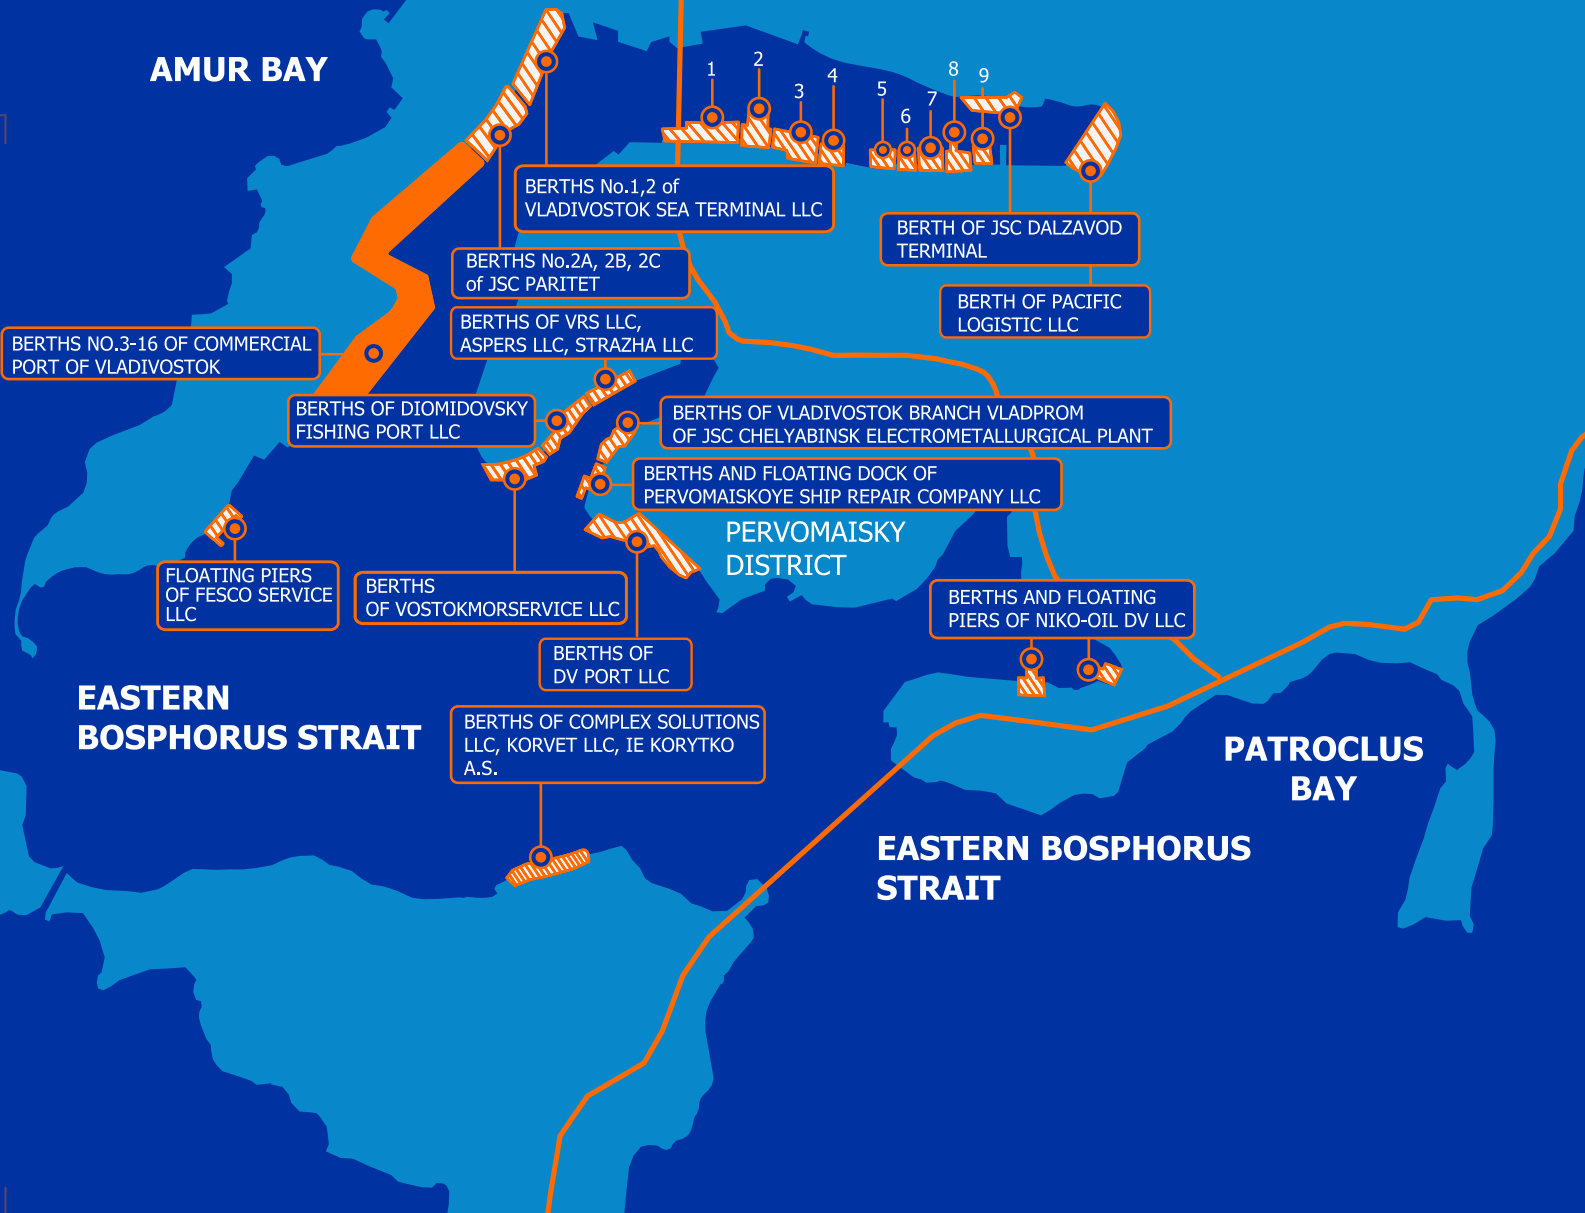 AMUR BAY
1
2
3
4
5
6
7
8
9
BERTHS No.1,2 of
VLADIVOSTOK SEA TERMINAL LLC
BERTH OF JSC DALZAVOD
TERMINAL
BERTHS No.2A, 2B, 2C
of JSC PARITET
BERTH OF PACIFIC
LOGISTIC LLC
BERTHS OF VRS LLC,
ASPERS LLC, STRAZHA LLC
BERTHS NO.3-16 OF COMMERCIAL
PORT OF VLADIVOSTOK
BERTHS OF DIOMIDOVSKY
FISHING PORT LLC
BERTHS OF VLADIVOSTOK BRANCH VLADPROM
OF JSC CHELYABINSK ELECTROMETALLURGICAL PLANT
BERTHS AND FLOATING DOCK OF
PERVOMAISKOYE SHIP REPAIR COMPANY LLC
PERVOMAISKY
DISTRICT
FLOATING PIERS
OF FESCO SERVICE
LLC
BERTHS
OF VOSTOKMORSERVICE LLC
BERTHS AND FLOATING
PIERS OF NIKO-OIL DV LLC
BERTHS OF
DV PORT LLC
EASTERN
BOSPHORUS STRAIT
BERTHS OF COMPLEX SOLUTIONS
LLC, KORVET LLC, IE KORYTKO
A.S.
PATROCLUS
BAY
EASTERN BOSPHORUS
STRAIT